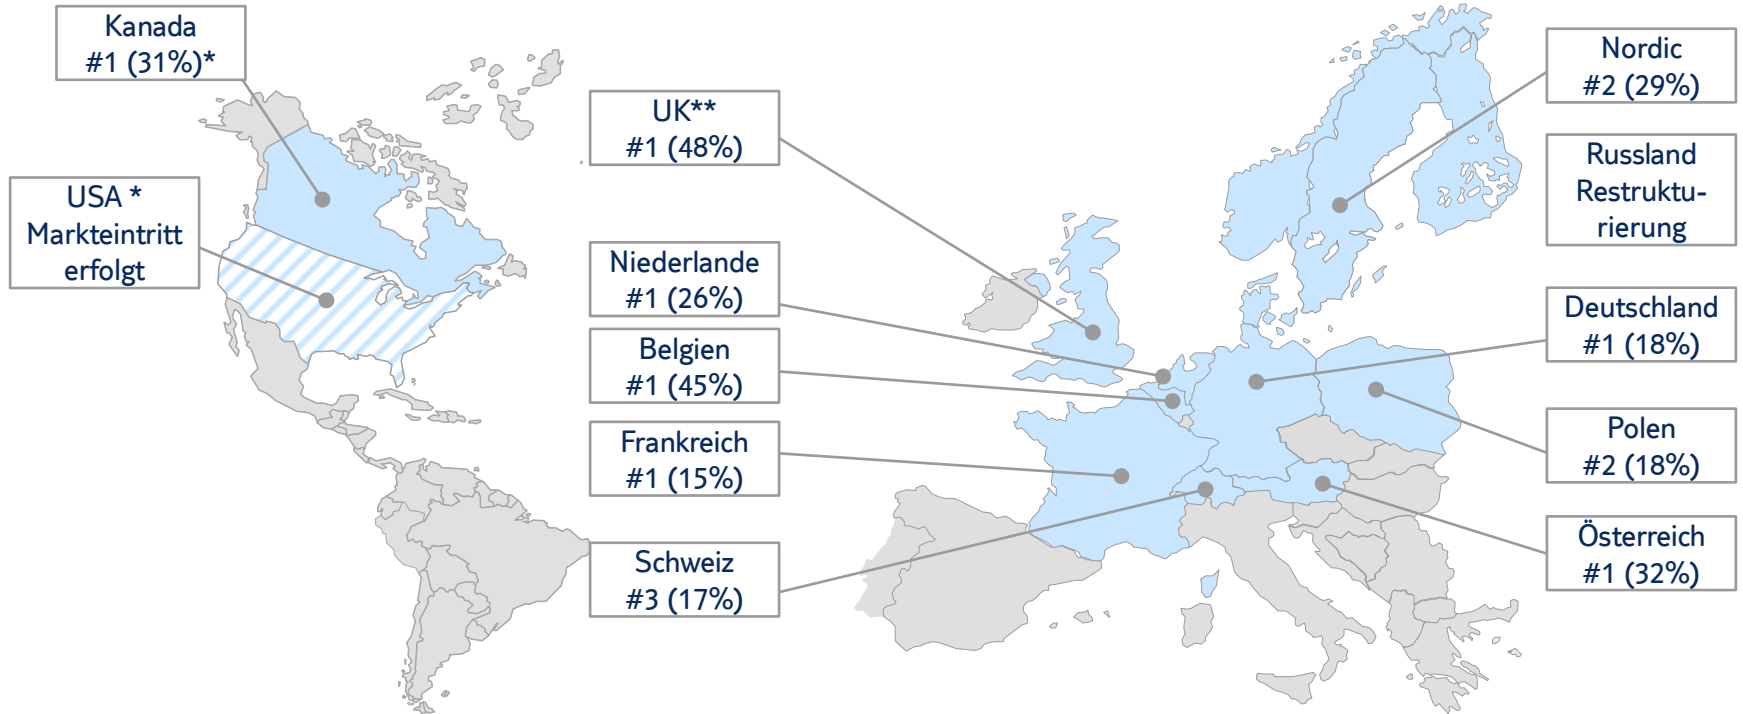 Kanada
#1 (31%)*
USA *
Markteintritt
erfolgt
UK**
#1 (48%)
Niederlande
#1 (26%)
Belgien
#1 (45%)
Frankreich
#1 (15%)
Schweiz
#3 (17%)
Nordic
#2 (29%)
Russland
Restruktu-
rierung
Deutschland
#1 (18%)
Polen
#2 (18%)
Österreich
#1 (32%)